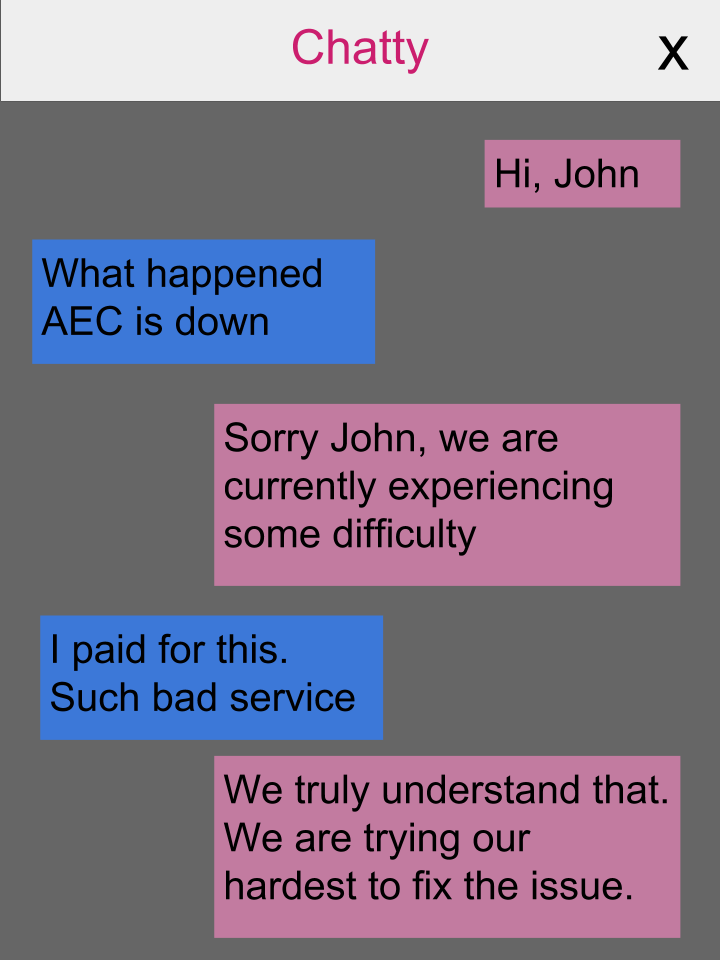 Chatty
X
Hi, John
What happened
AEC is down
Sorry John, we are
currently experiencing
some difficulty
I paid for this.
Such bad service
We truly understand that.
We are trying our
hardest to fix the issue.